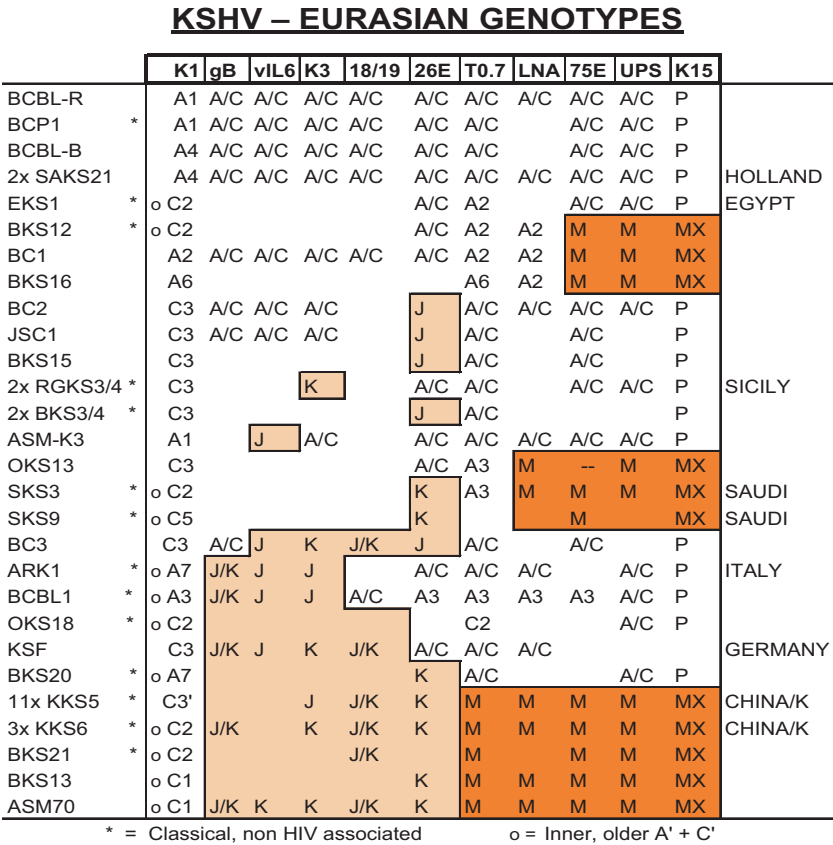 KSHV – EURASIAN GENOTYPES
K1 gB vIL6 K3 18/19 26E T0.7 LNA 75E UPS K15
BCBL-R A1 A/C A/C A/C A/C A/C A/C A/C A/C A/C P
BCP1 * A1 A/C A/C A/C A/C A/C A/C A/C A/C P
BCBL-B A4 A/C A/C A/C A/C A/C A/C A/C A/C P
2x SAKS21 A4 A/C A/C A/C A/C A/C A/C A/C A/C A/C P HOLLAND
EKS1 * o C2 A/C A2 A/C A/C P EGYPT
BKS12 * o C2 A/C A2 A2 M M MX
BC1 A2 A/C A/C A/C A/C A/C A2 A2 M M MX
BKS16 A6 A6 A2 M M MX
BC2 C3 A/C A/C A/C J A/C A/C A/C A/C P
JSC1 C3 A/C A/C A/C J A/C A/C P
BKS15 C3 J A/C A/C P
2x RGKS3/4 * C3 K A/C A/C A/C A/C P SICILY
2x BKS3/4 * C3 J A/C P
ASM-K3 A1 J A/C A/C A/C A/C A/C A/C P
OKS13 C3 A/C A3 M -- M MX
SKS3 * o C2 K A3 M M M MX SAUDI
SKS9 * o C5 K M MX SAUDI
BC3 C3 A/C J K J/K J A/C A/C P
ARK1 * o A7 J/K J J A/C A/C A/C A/C P ITALY
BCBL1 * o A3 J/K J J A/C A3 A3 A3 A3 A/C P
OKS18 * o C2 C2 A/C P
KSF C3 J/K J K J/K A/C A/C A/C GERMANY
BKS20 * o A7 K A/C A/C P
11x KKS5 * C3' J J/K K M M M M MX CHINA/K
3x KKS6 * o C2 J/K K J/K K M M M M MX CHINA/K
BKS21 * o C2 J/K M M MX
BKS13 o C1 K M M M M MX
ASM70 o C1 J/K K K J/K K M M M M MX
* = Classical, non HIV associated o = Inner, older A' + C'